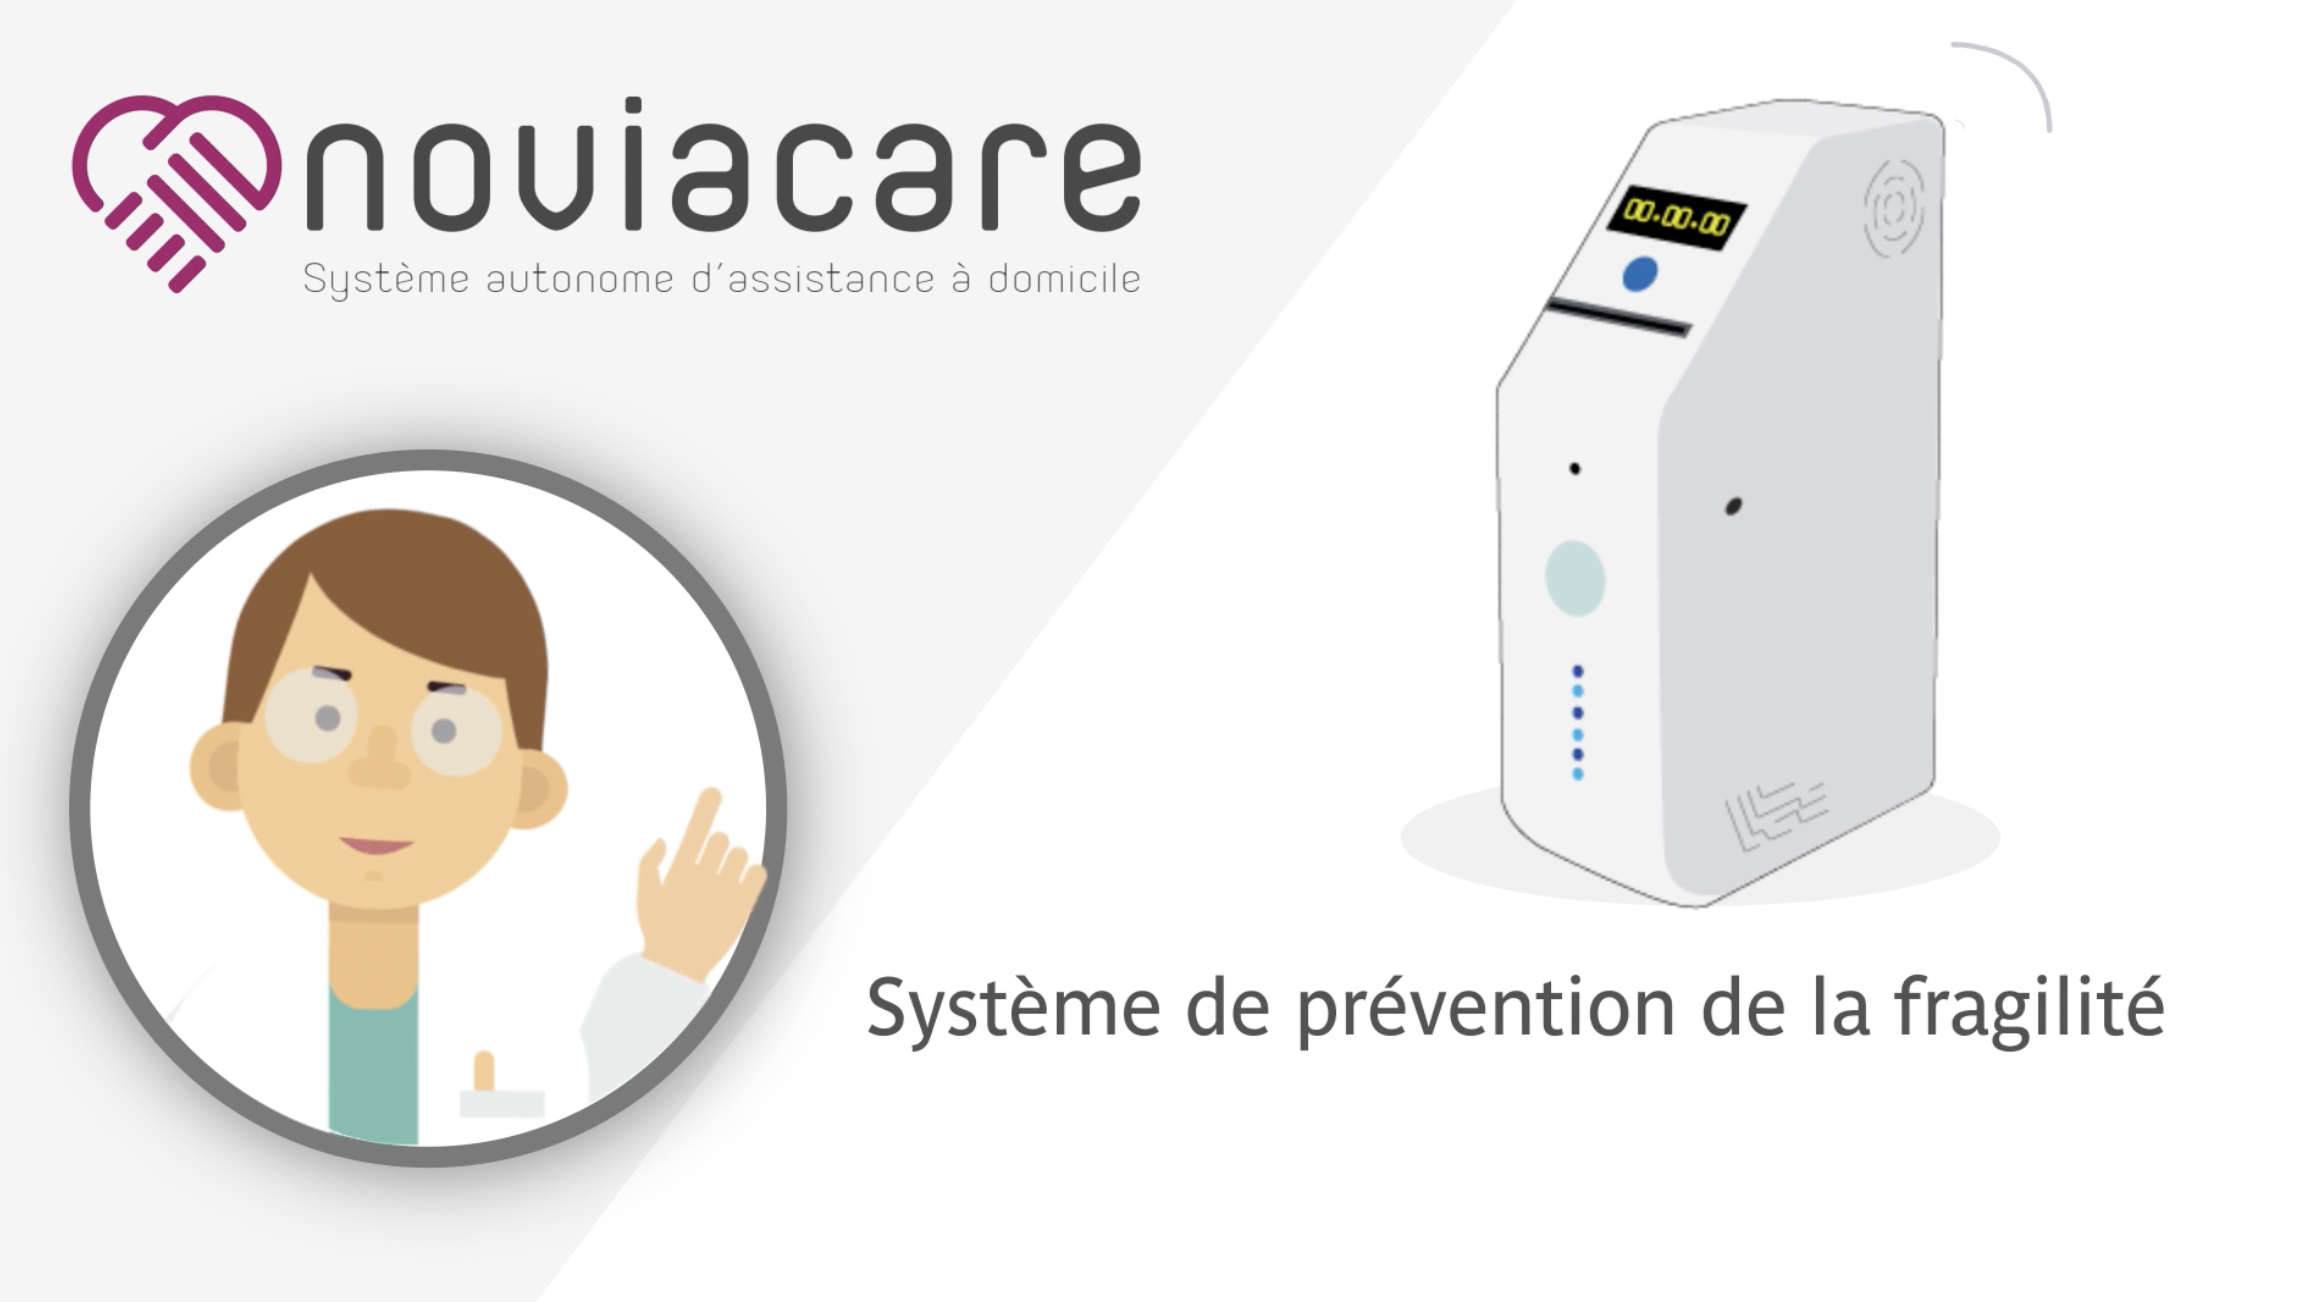 noviacare
Système autonome d'assistance à domicile
00.00.00
Système de prévention de la fragilité